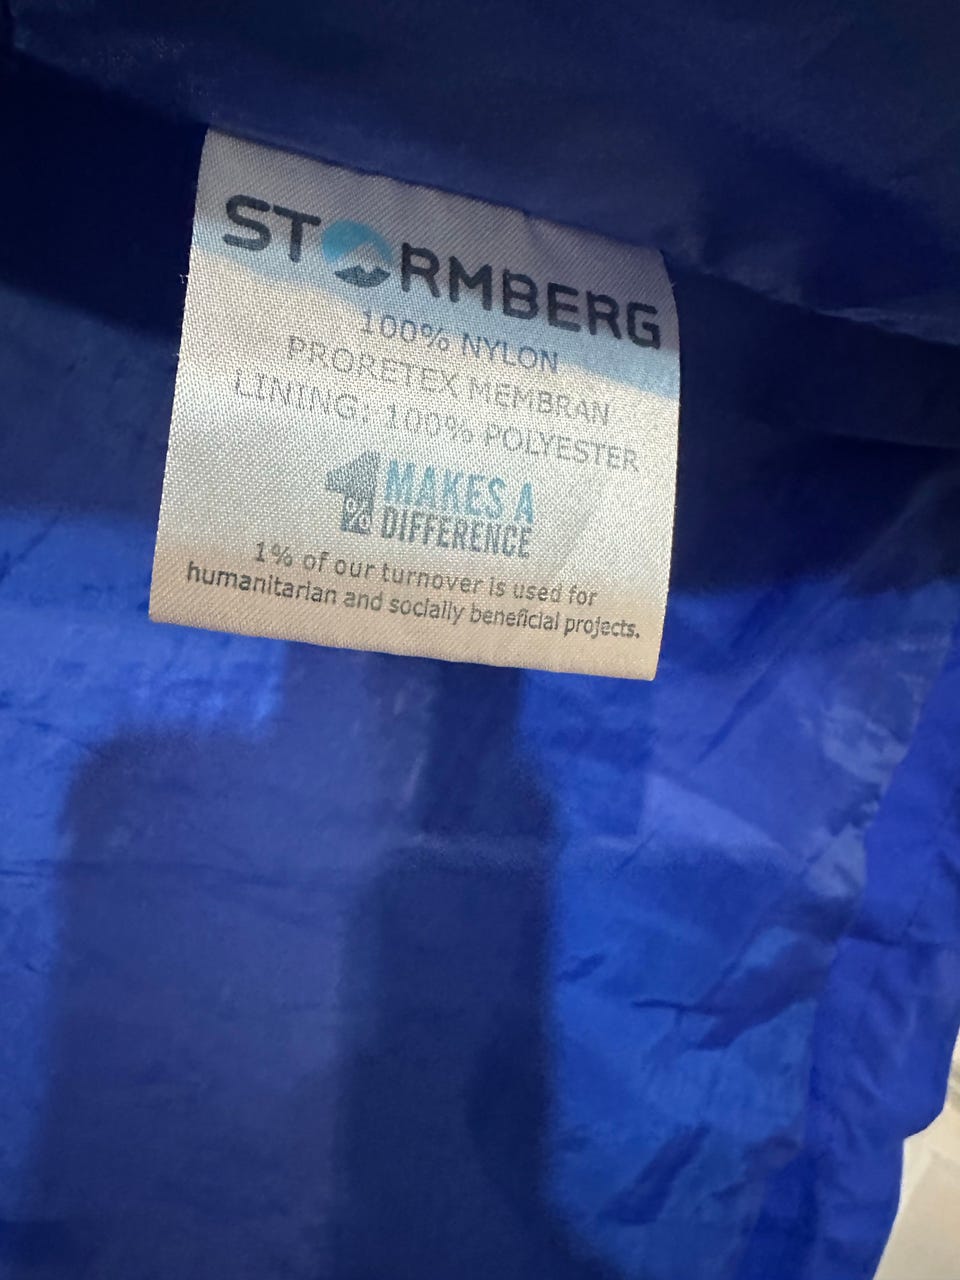 STORMBERG
100% NYLON
PRORETEX MEMBRAN
LINING: 100% POLYESTER
1% MAKES A
DIFFERENCE
1% of our turnover is used for
humanitarian and socially beneficial projects.